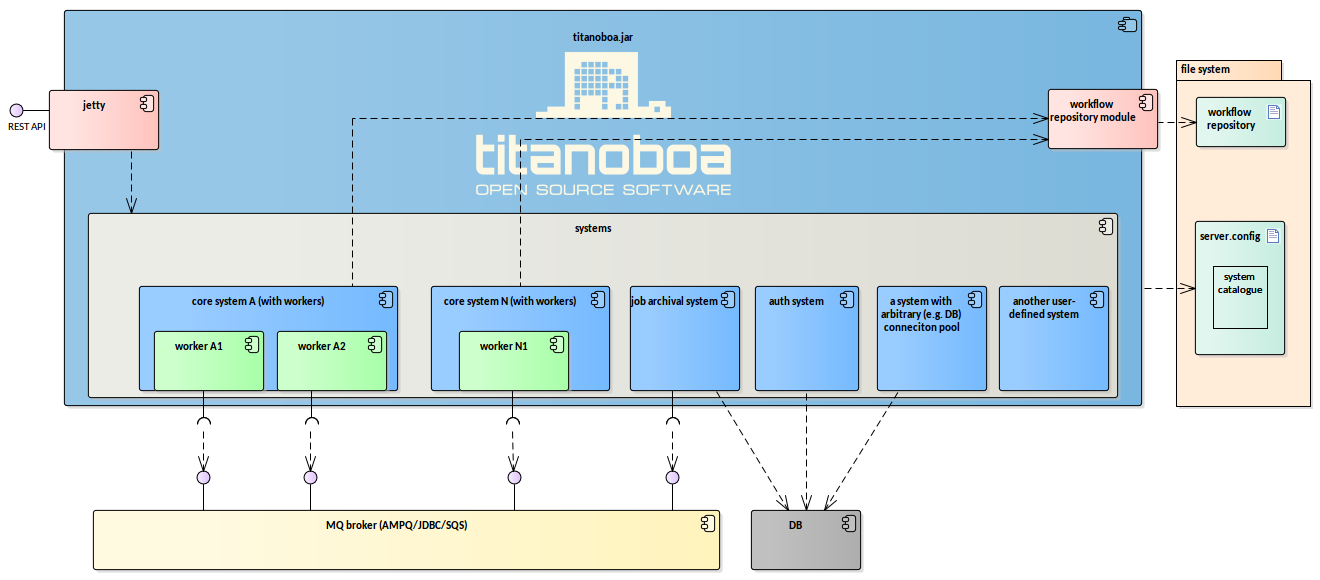 titanoboa.jar
file system
jetty
REST API
workflow
repository module
workflow
repository
titanoboa
OPEN SOURCE SOFTWARE
systems
server.config
system
catalogue
core system A (with workers)
core system N (with workers)
job archival system
auth system
a system with
arbitrary (e.g. DB)
conneciton pool
another user-
defined system
worker A1
worker A2
worker N1
MQ broker (AMPQ/JDBC/SQS)
DB